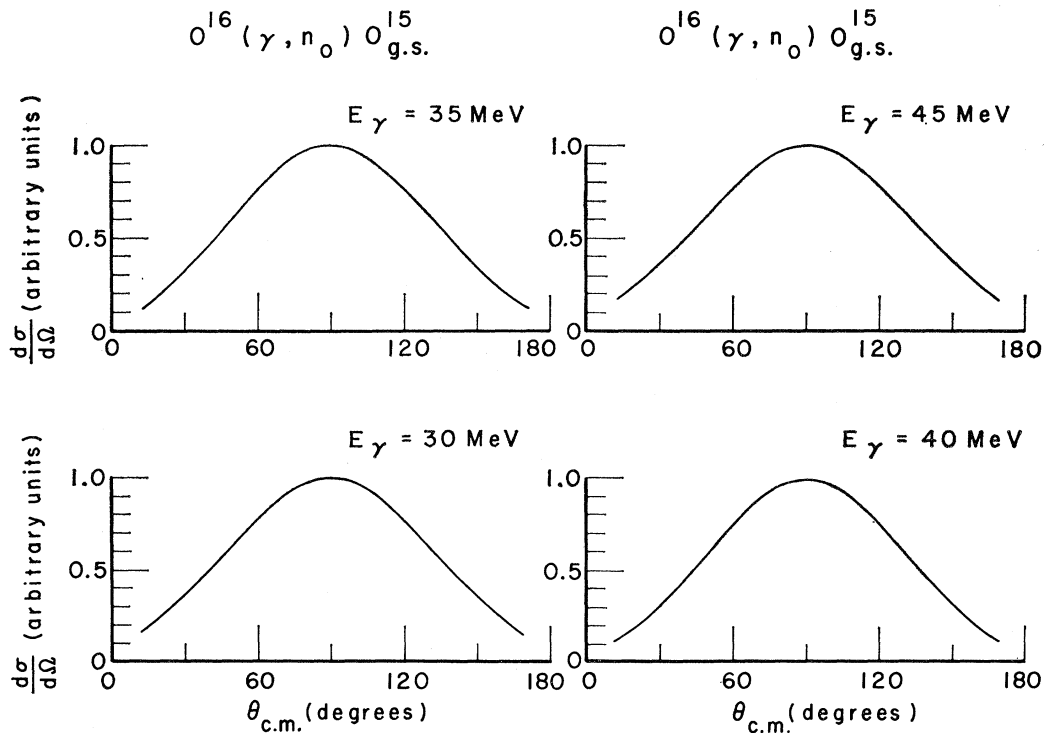 O¹⁶ (γ, n₀) O¹⁵g.s.
O¹⁶ (γ, n₀) O¹⁵g.s.
Eγ = 35 MeV
dσ/dΩ (arbitrary units)
1.0
0.5
0
0 60 120 180
Eγ = 45 MeV
1.0
0.5
0
0 60 120 180
Eγ = 30 MeV
dσ/dΩ (arbitrary units)
1.0
0.5
0
0 60 120 180
θc.m. (degrees)
Eγ = 40 MeV
1.0
0.5
0
0 60 120 180
θc.m. (degrees)